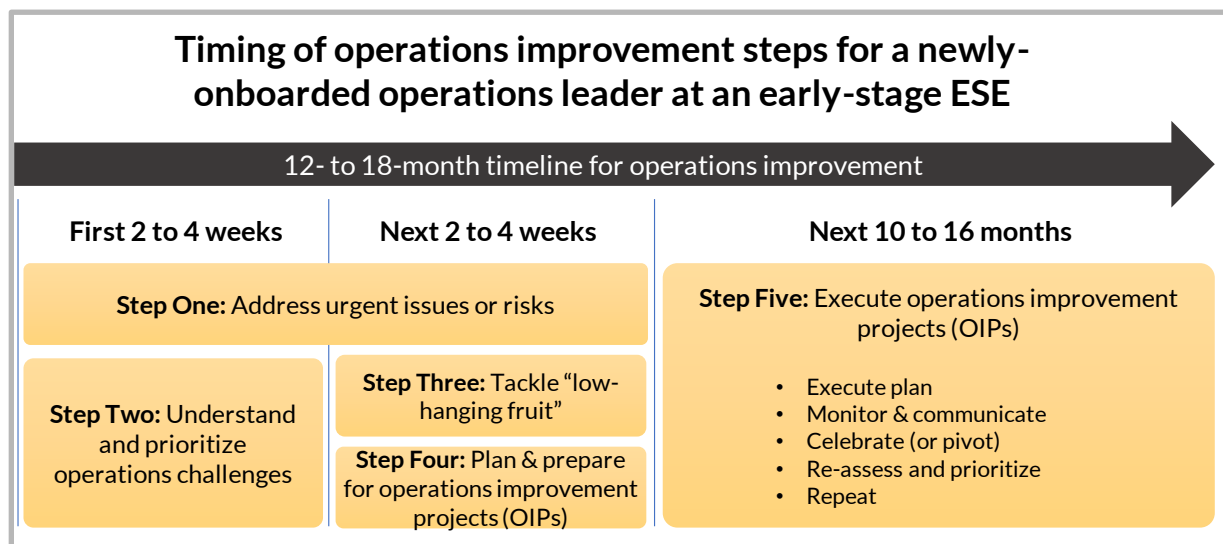 Timing of operations improvement steps for a newly-
onboarded operations leader at an early-stage ESE
12- to 18-month timeline for operations improvement
First 2 to 4 weeks
Next 2 to 4 weeks
Next 10 to 16 months
Step One: Address urgent issues or risks
Step Two: Understand
and prioritize
operations challenges
Step Three: Tackle “low-
hanging fruit”
Step Four: Plan & prepare
for operations improvement
projects (OIPs)
Step Five: Execute operations improvement
projects (OIPs)
• Execute plan
• Monitor & communicate
• Celebrate (or pivot)
• Re-assess and prioritize
• Repeat